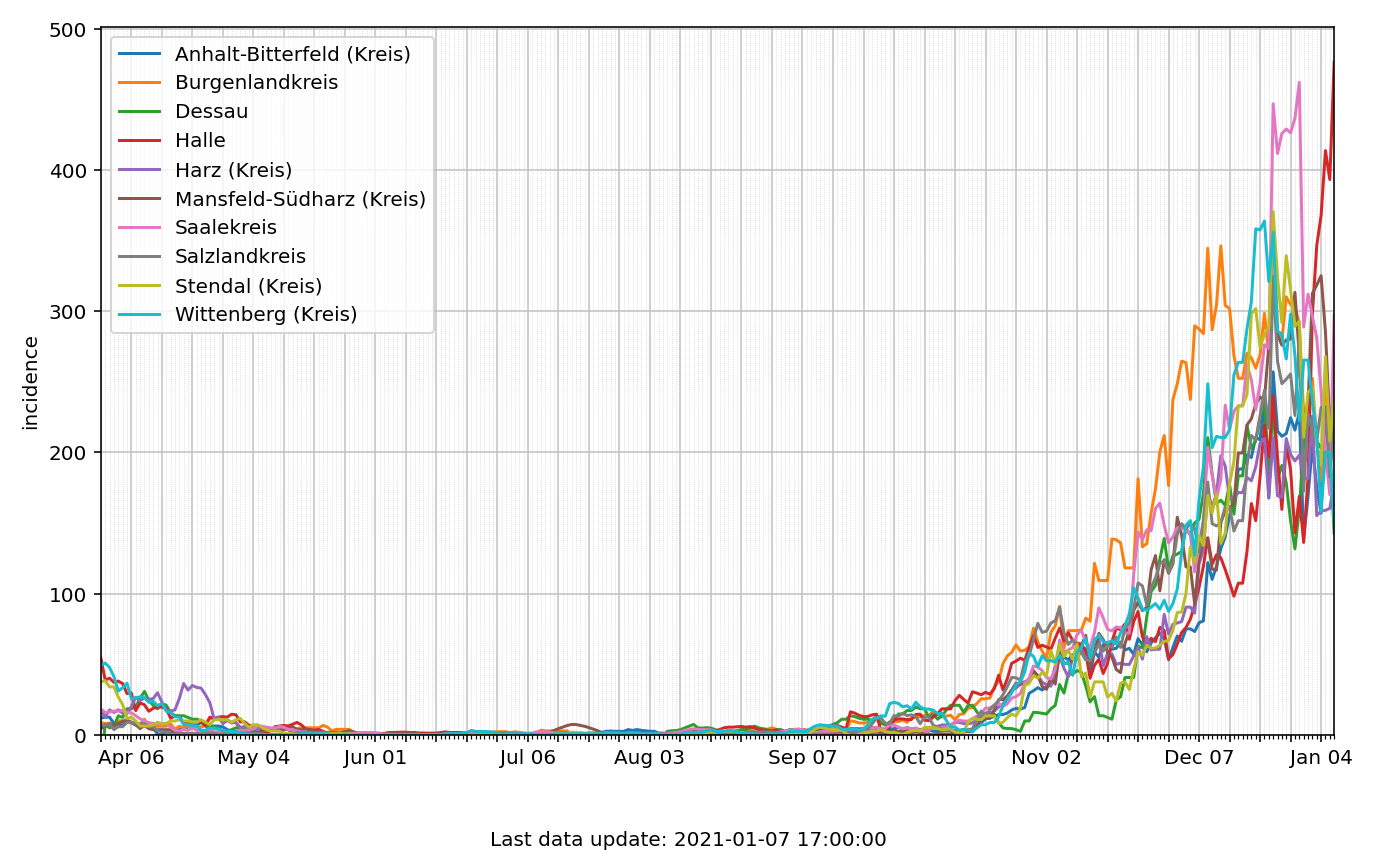 500
400
300
200
100
0
incidence
Anhalt-Bitterfeld (Kreis)
Burgenlandkreis
Dessau
Halle
Harz (Kreis)
Mansfeld-Südharz (Kreis)
Saalekreis
Salzlandkreis
Stendal (Kreis)
Wittenberg (Kreis)
Apr 06 May 04 Jun 01 Jul 06 Aug 03 Sep 07 Oct 05 Nov 02 Dec 07 Jan 04
Last data update: 2021-01-07 17:00:00